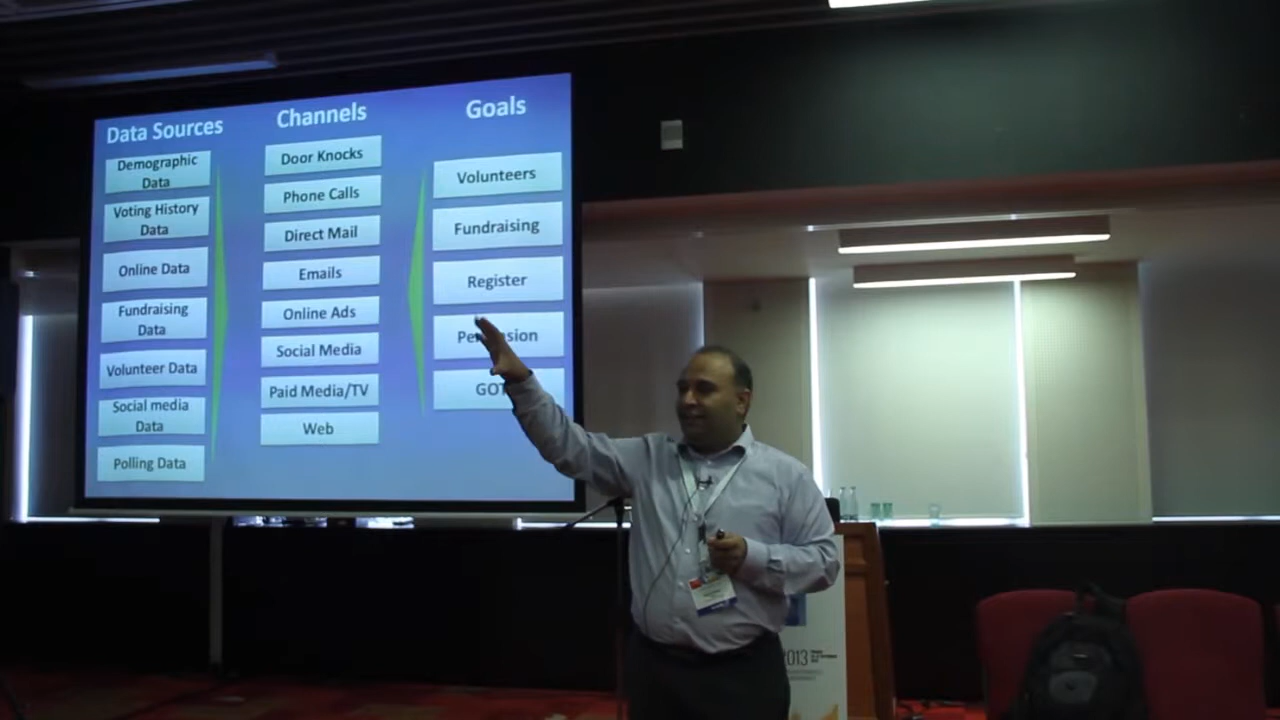 Data Sources
Demographic
Data
Voting History
Data
Online Data
Fundraising
Data
Volunteer Data
Social media
Data
Polling Data
Channels
Door Knocks
Phone Calls
Direct Mail
Emails
Online Ads
Social Media
Paid Media/TV
Web
Goals
Volunteers
Fundraising
Register
2013